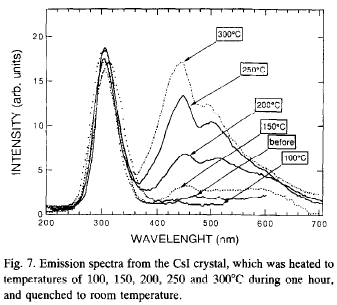 20
15
10
5
0
INTENSITY (arb. units)
300°C
250°C
200°C
150°C
before
100°C
200 300 400 500 600 700
WAVELENGHT (nm)
Fig. 7. Emission spectra from the CsI crystal, which was heated to
temperatures of 100, 150, 200, 250 and 300°C during one hour,
and quenched to room temperature.